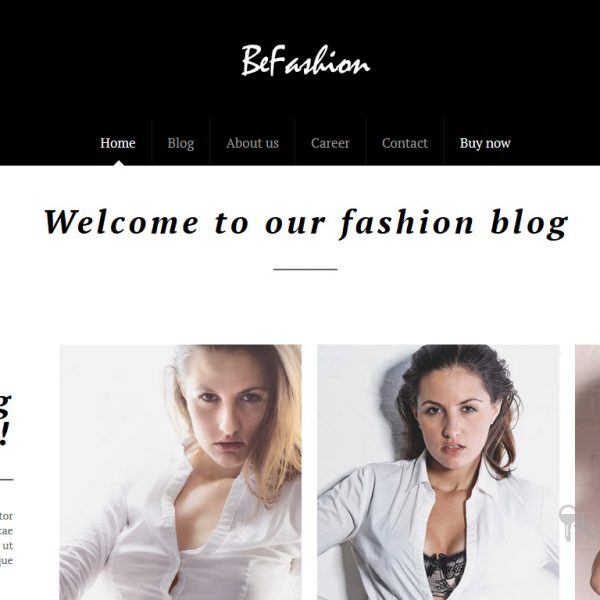 BeFashion
Home Blog About us Career Contact Buy now
Welcome to our fashion blog
g
!
tor
tae
ut
que